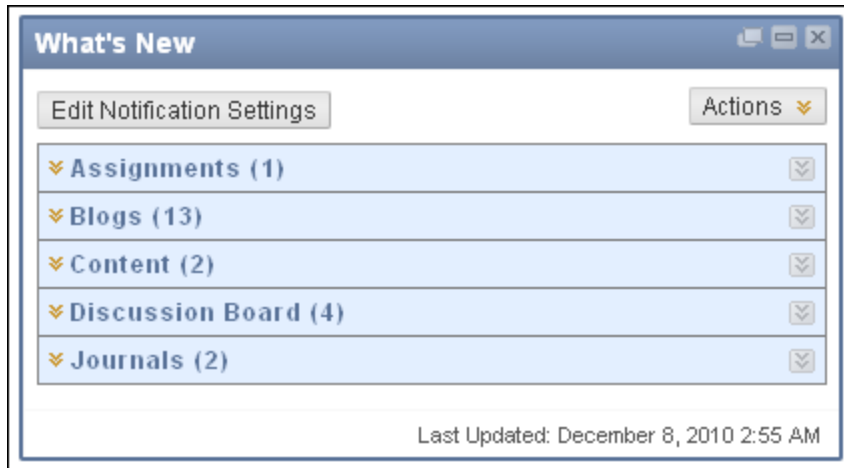 What's New
Edit Notification Settings
Actions
Assignments (1)
Blogs (13)
Content (2)
Discussion Board (4)
Journals (2)
Last Updated: December 8, 2010 2:55 AM